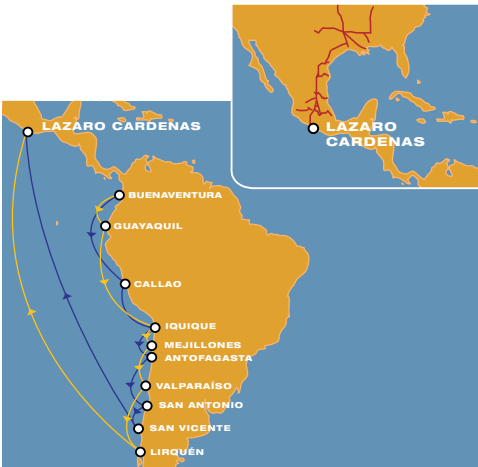 LAZARO
CARDENAS
LAZARO CARDENAS
BUENAVENTURA
GUAYAQUIL
CALLAO
IQUIQUE
MEJILLONES
ANTOFAGASTA
VALPARAÍSO
SAN ANTONIO
SAN VICENTE
LIRQUÉN